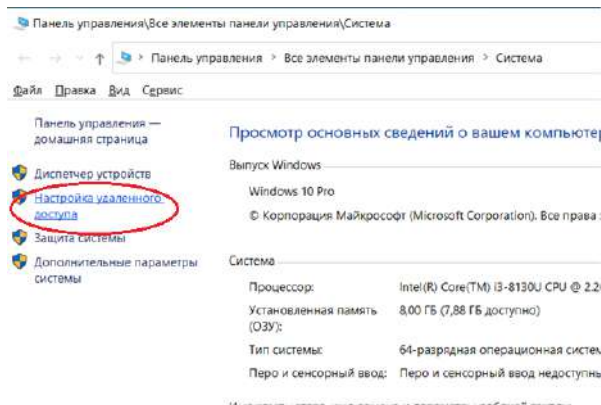 Панель управления\Все элементы панели управления\Система
Панель управления > Все элементы панели управления > Система
Файл Правка Вид Сервис
Панель управления —
домашняя страница
Диспетчер устройств
Настройка удаленного
доступа
Защита системы
Дополнительные параметры
системы
Просмотр основных сведений о вашем компьютер
Выпуск Windows
Windows 10 Pro
© Корпорация Майкрософт (Microsoft Corporation). Все права
Система
Процессор: Intel(R) Core(TM) i3-8130U CPU @ 2.2
Установленная память 8,00 ГБ (7,88 ГБ доступно)
(ОЗУ):
Тип системы: 64-разрядная операционная систем
Перо и сенсорный ввод: Перо и сенсорный ввод недоступны